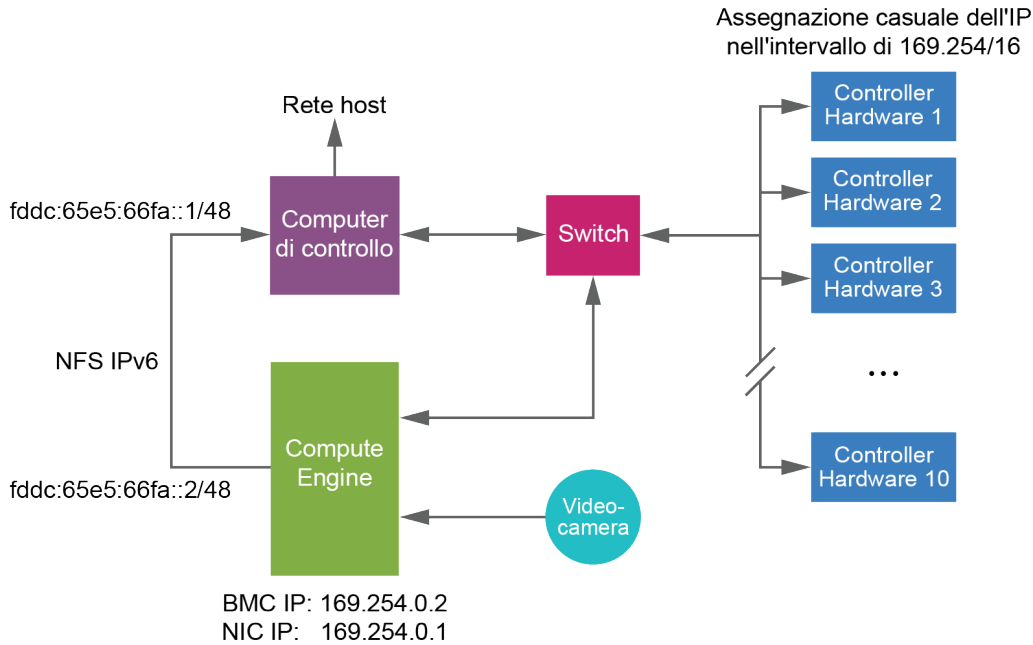 Assegnazione casuale dell'IP
nell'intervallo di 169.254/16
Controller
Hardware 1
Rete host
Controller
Hardware 2
fddc:65e5:66fa::1/48
Computer
di controllo
Switch
Controller
Hardware 3
NFS IPv6
...
Compute
Engine
Controller
Hardware 10
fddc:65e5:66fa::2/48
Video-
camera
BMC IP: 169.254.0.2
NIC IP: 169.254.0.1